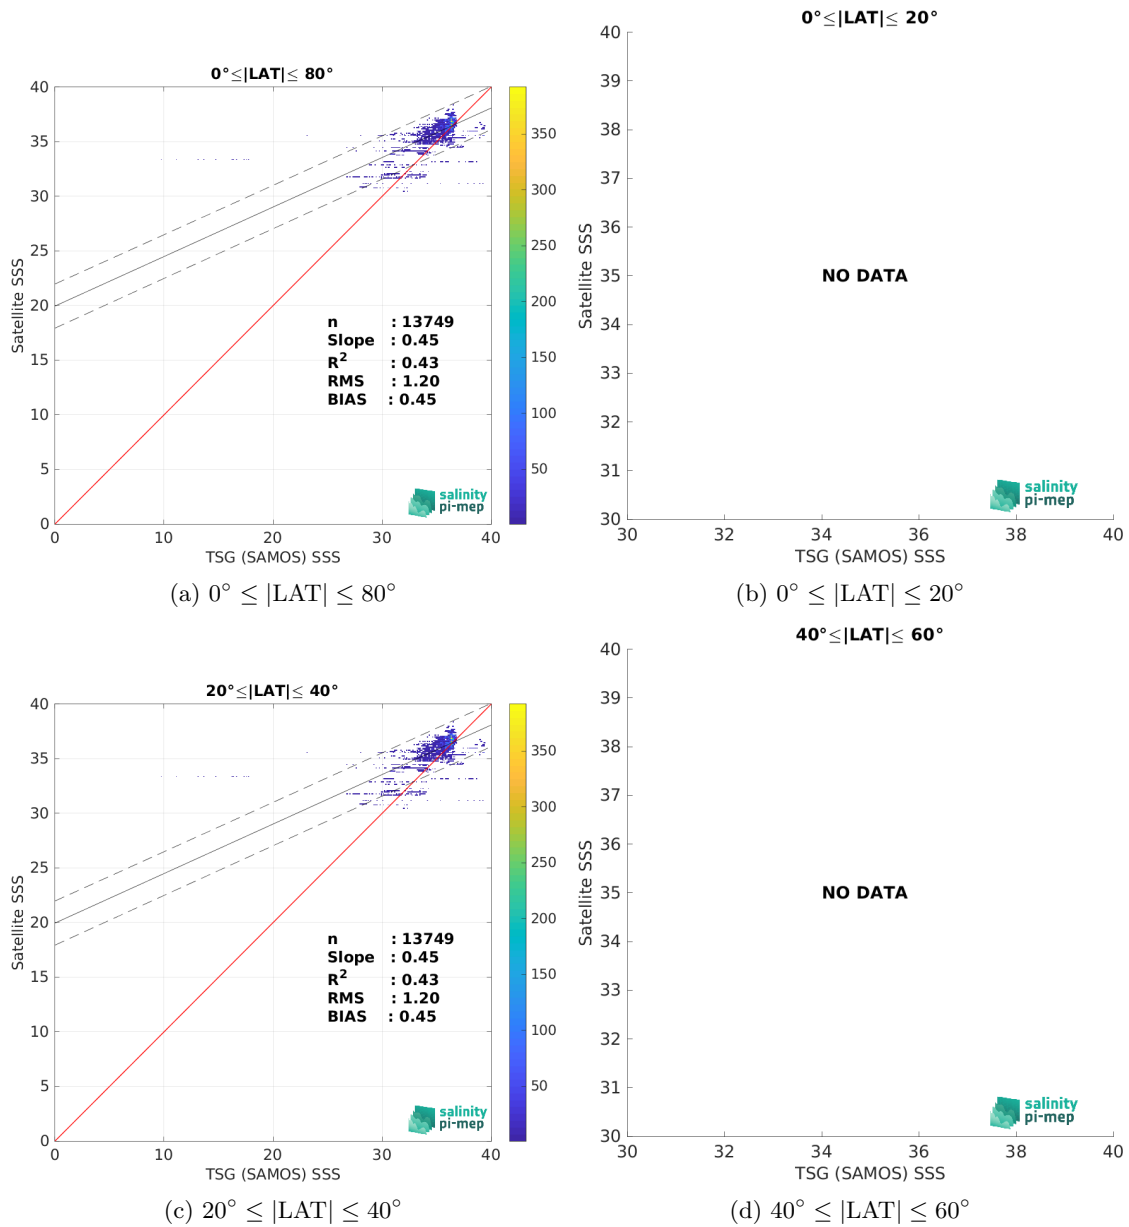 0°≤|LAT|≤ 80°
40
35
30
25
20
15
10
5
0
Satellite SSS
n : 13749
Slope : 0.45
R2 : 0.43
RMS : 1.20
BIAS : 0.45
salinity
pi-mep
0 10 20 30 40
TSG (SAMOS) SSS
350
300
250
200
150
100
50
(a) 0° ≤ |LAT| ≤ 80°
0°≤|LAT|≤ 20°
40
39
38
37
36
35
34
33
32
31
30
Satellite SSS
NO DATA
salinity
pi-mep
30 32 34 36 38 40
TSG (SAMOS) SSS
(b) 0° ≤ |LAT| ≤ 20°
20°≤|LAT|≤ 40°
40
35
30
25
20
15
10
5
0
Satellite SSS
n : 13749
Slope : 0.45
R2 : 0.43
RMS : 1.20
BIAS : 0.45
salinity
pi-mep
0 10 20 30 40
TSG (SAMOS) SSS
350
300
250
200
150
100
50
(c) 20° ≤ |LAT| ≤ 40°
40°≤|LAT|≤ 60°
40
39
38
37
36
35
34
33
32
31
30
Satellite SSS
NO DATA
salinity
pi-mep
30 32 34 36 38 40
TSG (SAMOS) SSS
(d) 40° ≤ |LAT| ≤ 60°